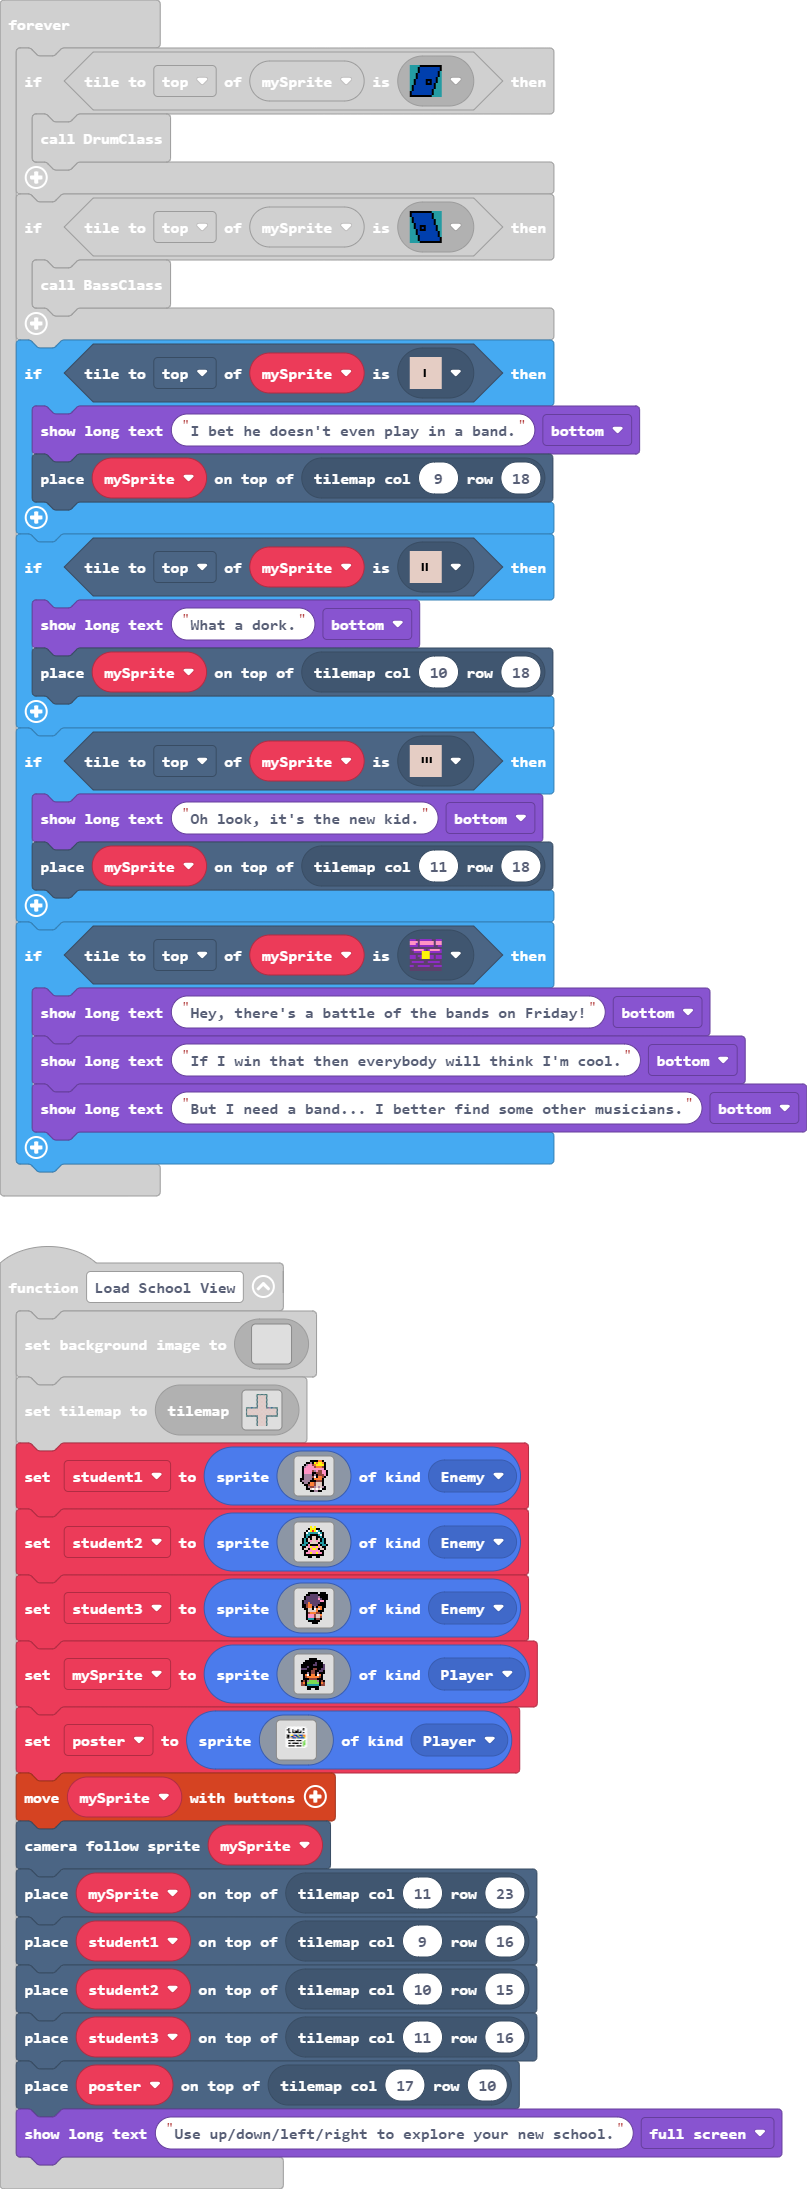 forever
if tile to top of mySprite is then
call DrumClass
if tile to top of mySprite is then
call BassClass
if tile to top of mySprite is I then
show long text "I bet he doesn't even play in a band." bottom
place mySprite on top of tilemap col 9 row 18
if tile to top of mySprite is II then
show long text "What a dork." bottom
place mySprite on top of tilemap col 10 row 18
if tile to top of mySprite is III then
show long text "Oh look, it's the new kid." bottom
place mySprite on top of tilemap col 11 row 18
if tile to top of mySprite is then
show long text "Hey, there's a battle of the bands on Friday!" bottom
show long text "If I win that then everybody will think I'm cool." bottom
show long text "But I need a band... I better find some other musicians." bottom
function Load School View
set background image to
set tilemap to tilemap
set student1 to sprite of kind Enemy
set student2 to sprite of kind Enemy
set student3 to sprite of kind Enemy
set mySprite to sprite of kind Player
set poster to sprite of kind Player
move mySprite with buttons
camera follow sprite mySprite
place mySprite on top of tilemap col 11 row 23
place student1 on top of tilemap col 9 row 16
place student2 on top of tilemap col 10 row 15
place student3 on top of tilemap col 11 row 16
place poster on top of tilemap col 17 row 10
show long text "Use up/down/left/right to explore your new school." full screen